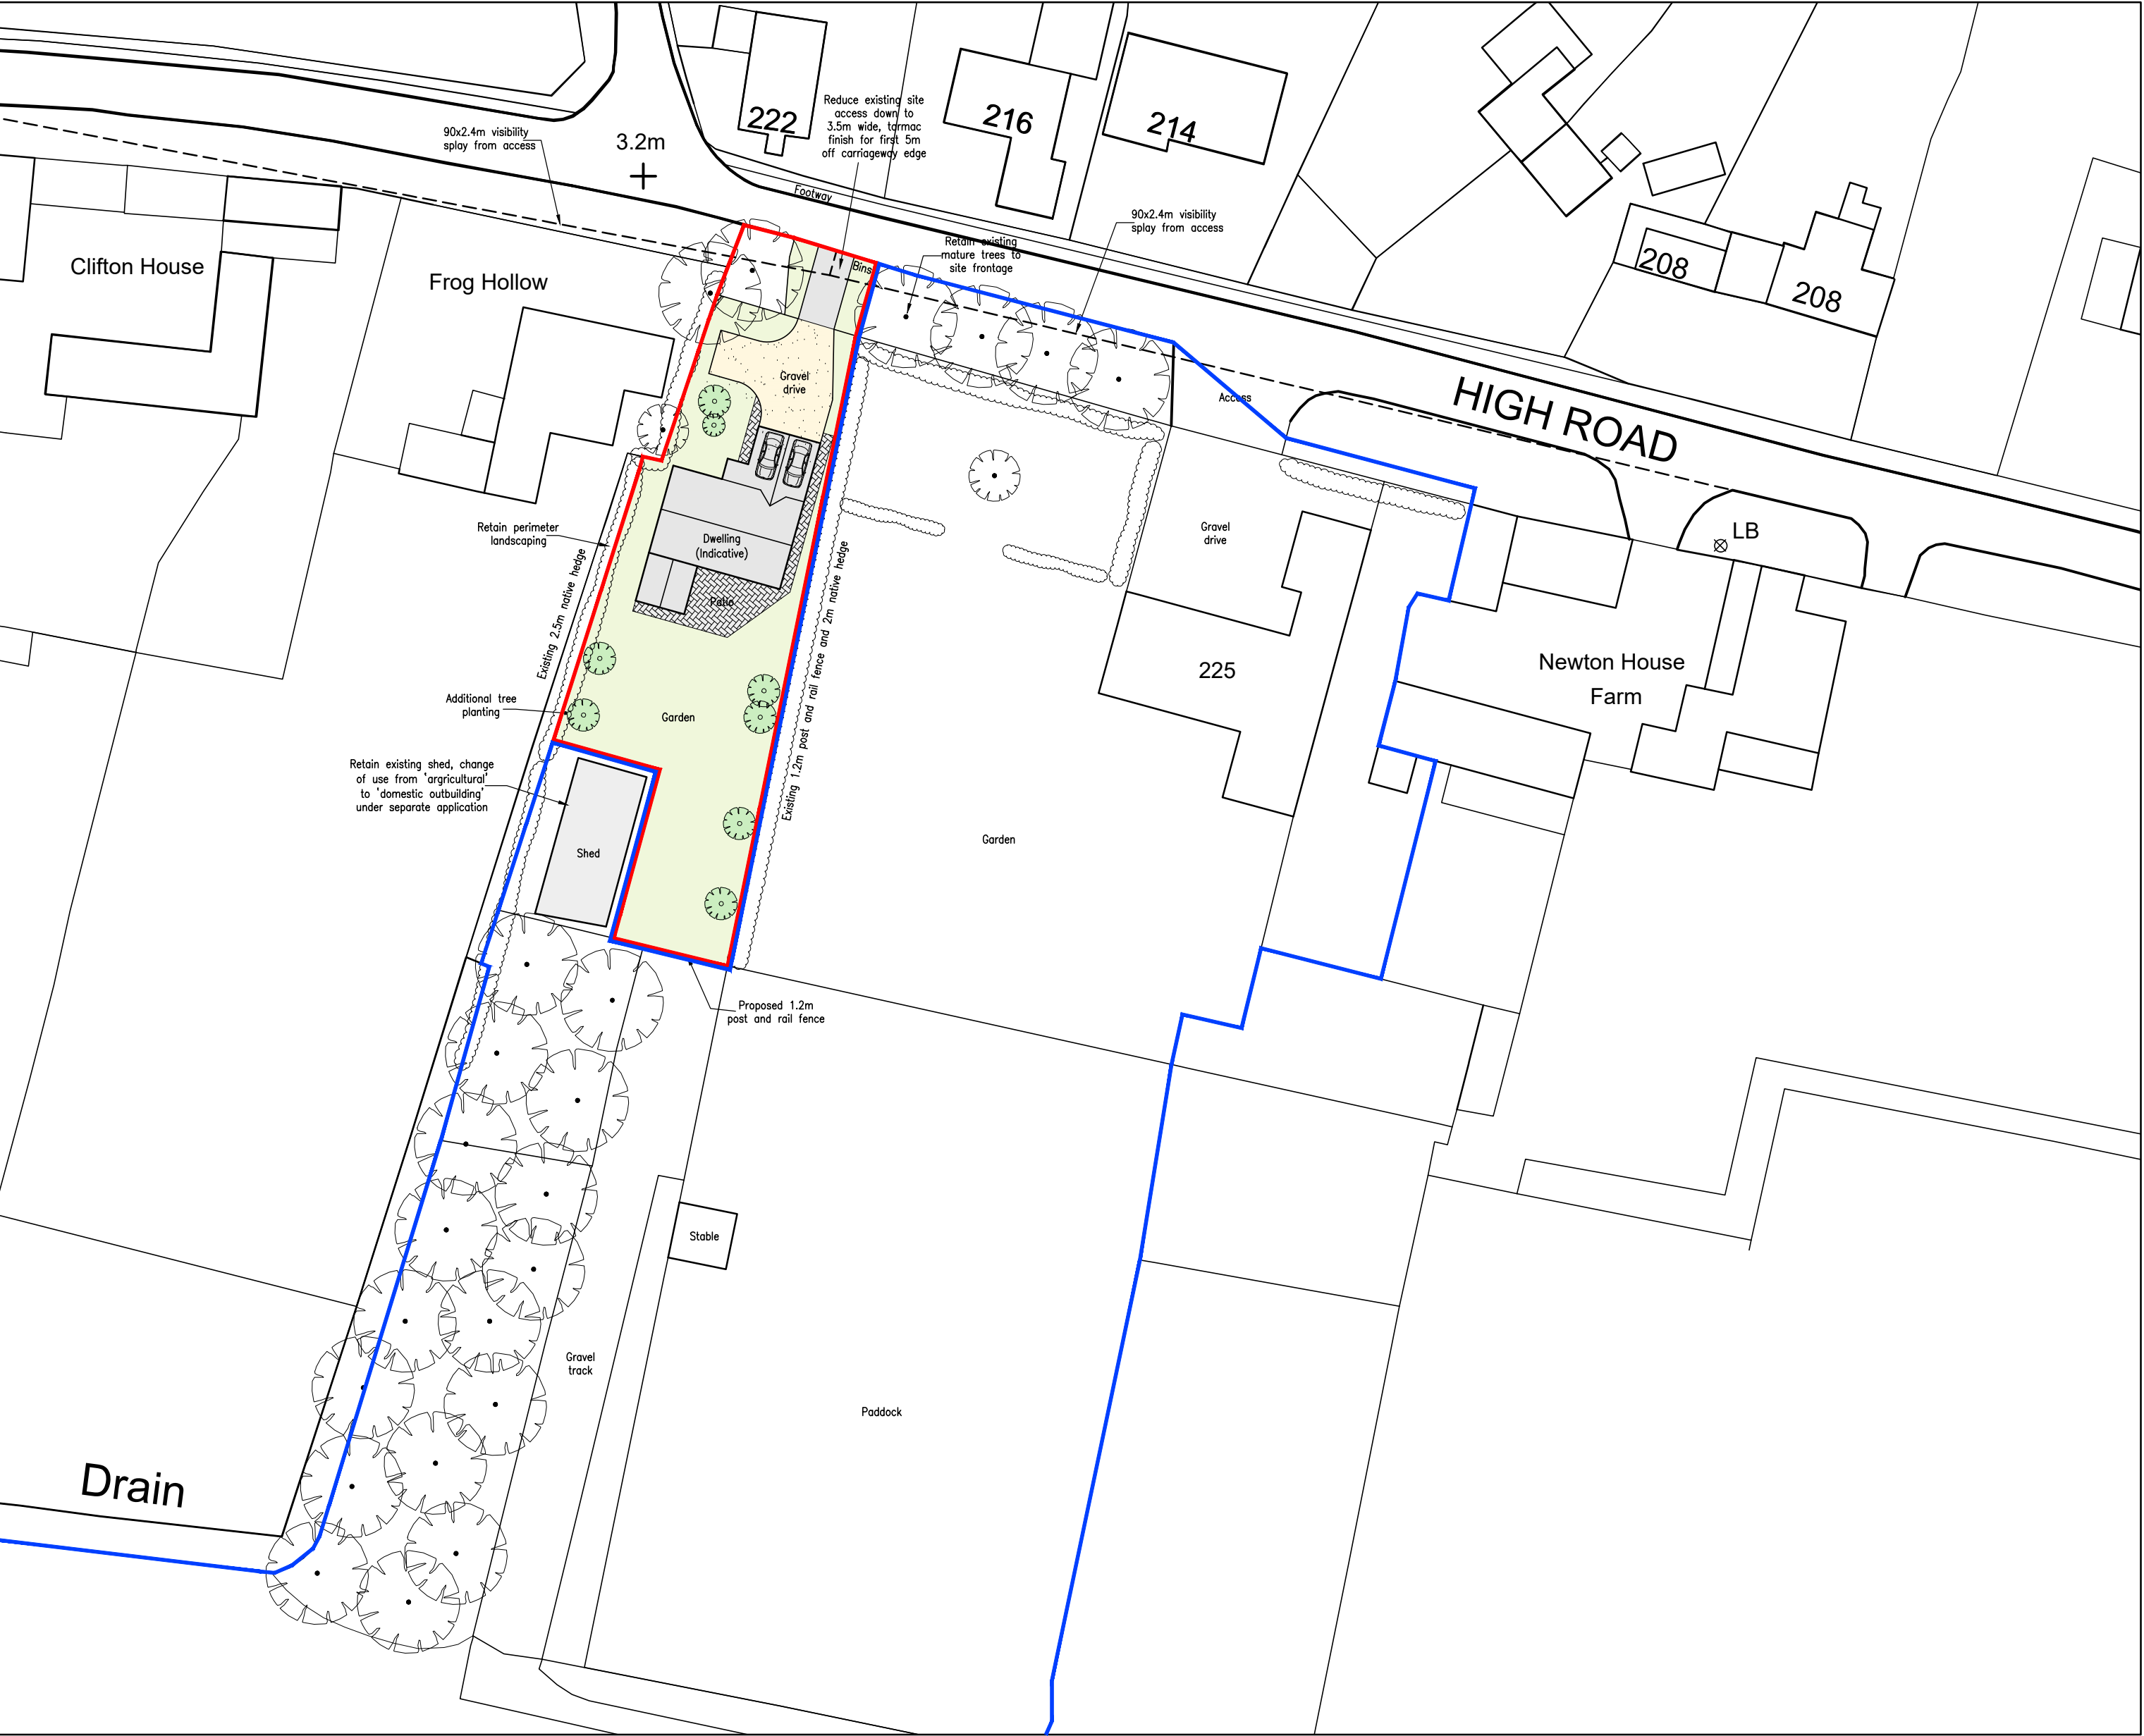 222
216
214
Reduce existing site
access down to
3.5m wide, tarmac
finish for first 5m
off carriageway edge
90x2.4m visibility
splay from access
3.2m
Footway
90x2.4m visibility
splay from access
Retain existing
mature trees to
site frontage
Bins
Clifton House
Frog Hollow
208
208
HIGH ROAD
Access
Gravel
drive
LB
Retain perimeter
landscaping
Dwelling
(Indicative)
Gravel
drive
Patio
Existing 2.5m native hedge
Existing 1.2m post and rail fence and 2m native hedge
225
Newton House
Farm
Additional tree
planting
Garden
Retain existing shed, change
of use from 'argricultural'
to 'domestic outbuilding'
under separate application
Shed
Garden
Proposed 1.2m
post and rail fence
Stable
Gravel
track
Paddock
Drain